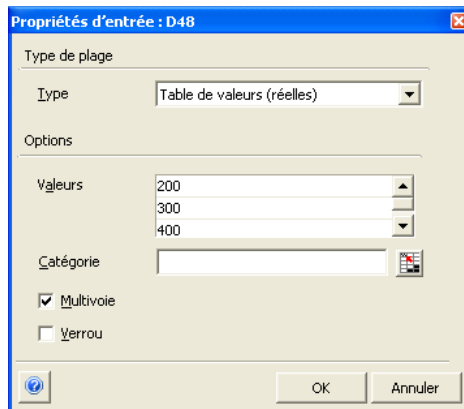 Propriétés d'entrée : D48
Type de plage
Type Table de valeurs (réelles)
Options
Valeurs 200
300
400
Catégorie
Multivoie
Verrou
OK Annuler